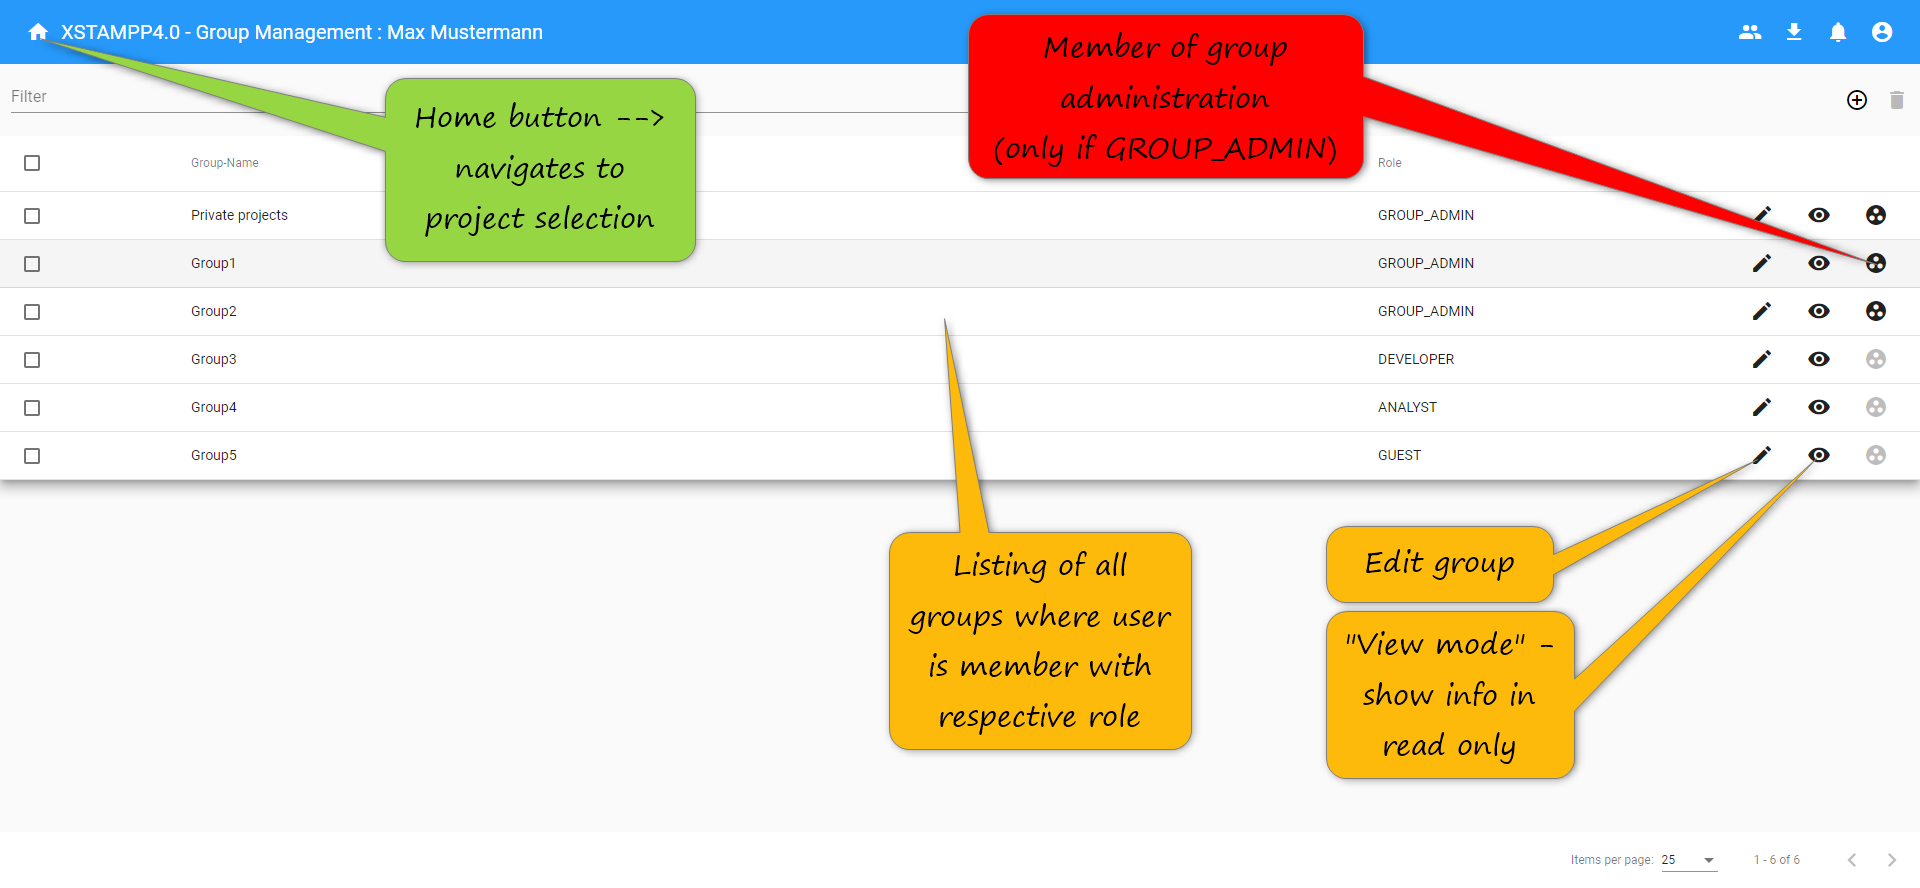 XSTAMPP4.0 - Group Management : Max Mustermann
Member of group
administration
(only if GROUP_ADMIN)
Filter
Home button -->
navigates to
project selection
Group-Name
Role
Private projects
GROUP_ADMIN
Group1
GROUP_ADMIN
Group2
GROUP_ADMIN
Group3
DEVELOPER
Group4
ANALYST
Group5
GUEST
Listing of all
groups where user
is member with
respective role
Edit group
"View mode" -
show info in
read only
Items per page: 25
1 - 6 of 6